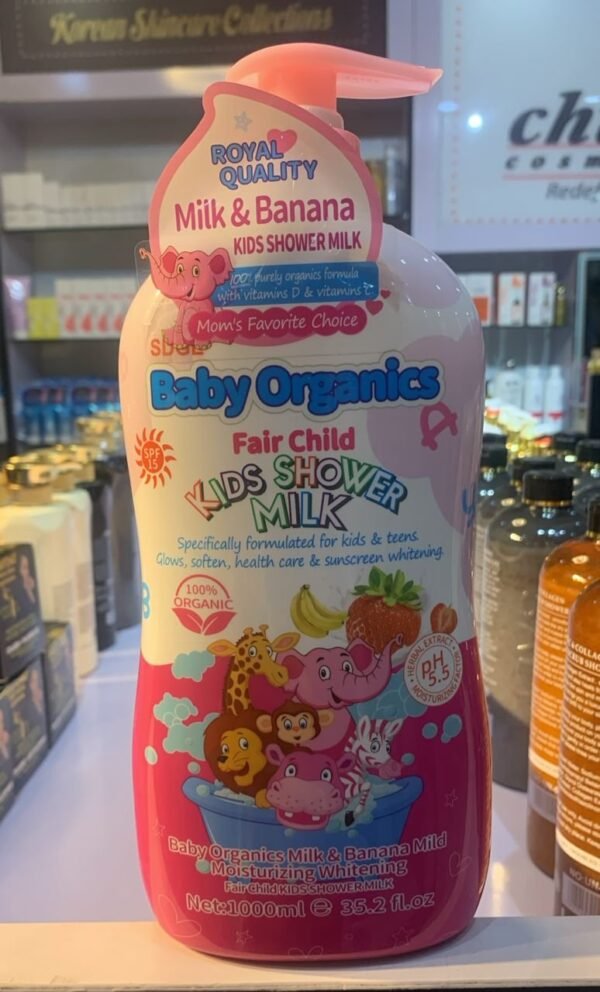 Korean Skincare Collections
ROYAL
QUALITY
Milk & Banana
KIDS SHOWER MILK
100% purely organics formula
with vitamins D & vitamins C
Mom's Favorite Choice
Baby Organics
SPF
15
Fair Child
KIDS SHOWER
MILK
Specifically formulated for kids & teens.
Glows, soften, health care & sunscreen whitening.
100%
ORGANIC
HERBAL EXTRACT
PH
5.5
MOISTURIZING
Baby Organics Milk & Banana Mild
Moisturizing Whitening
Fair Child KIDS SHOWER MILK
Net:1000ml e 35.2 fl.oz